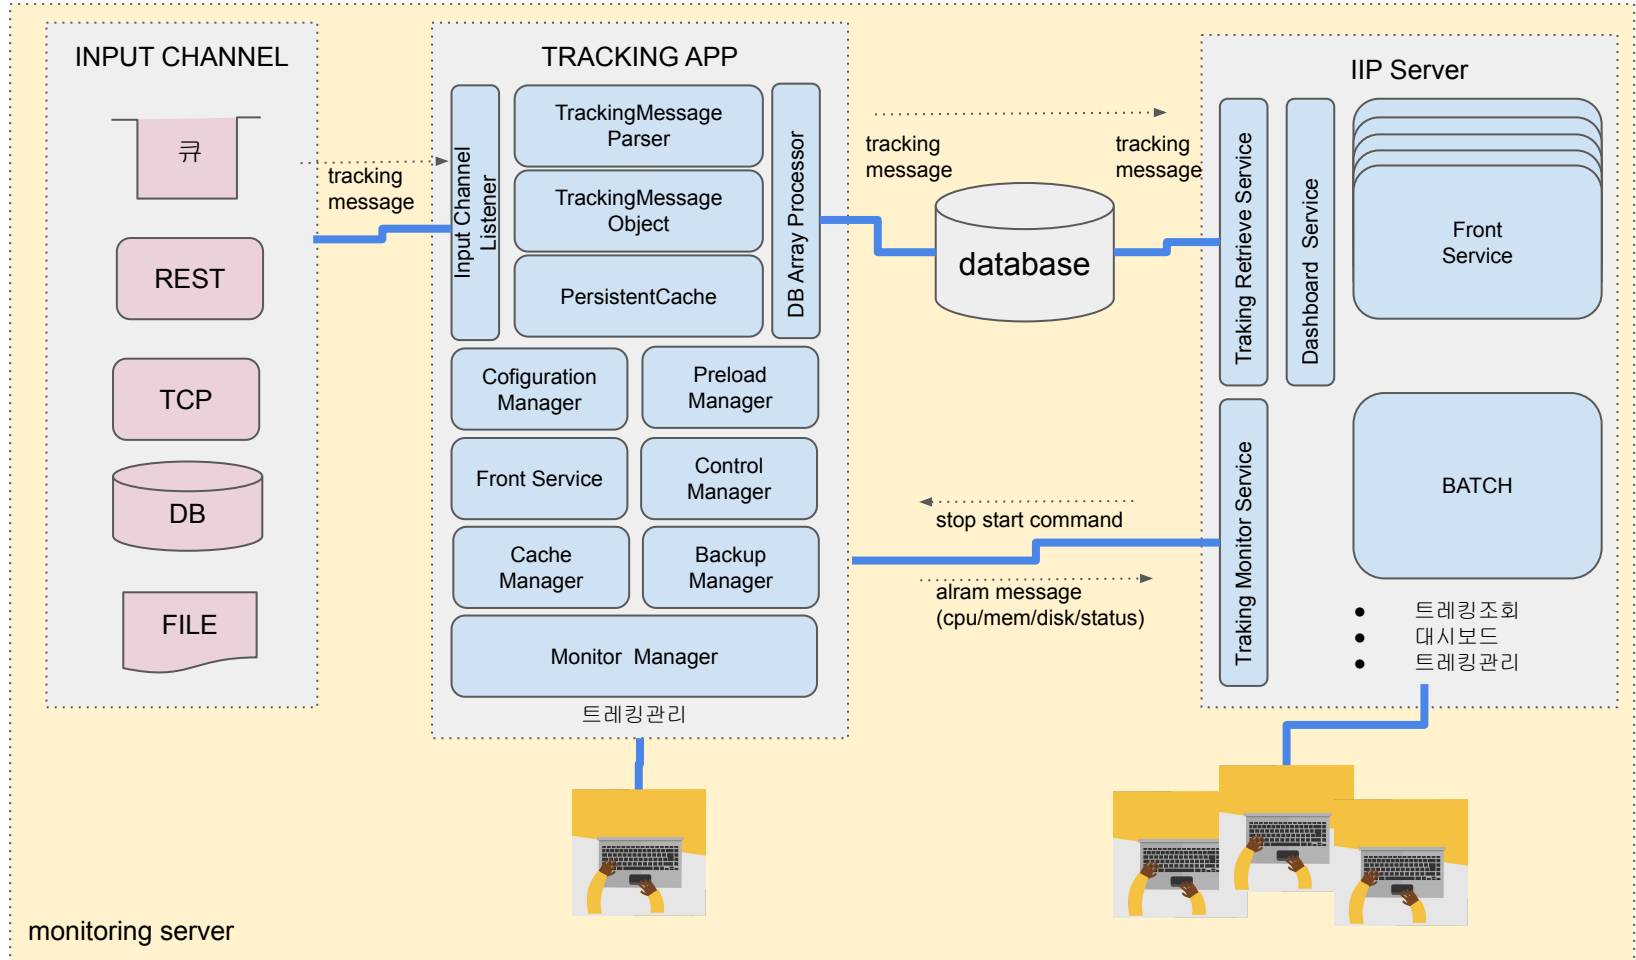 INPUT CHANNEL
큐
REST
TCP
DB
FILE
tracking
message
TRACKING APP
Input Channel
Listener
TrackingMessage
Parser
TrackingMessage
Object
PersistentCache
DB Array Processor
Cofiguration
Manager
Preload
Manager
Front Service
Control
Manager
Cache
Manager
Backup
Manager
Monitor Manager
트레킹관리
tracking
message
tracking
message
database
stop start command
alram message
(cpu/mem/disk/status)
IIP Server
Traking Retrieve Service
Dashboard Service
Front
Service
Traking Monitor Service
BATCH
● 트레킹조회
● 대시보드
● 트레킹관리
monitoring server